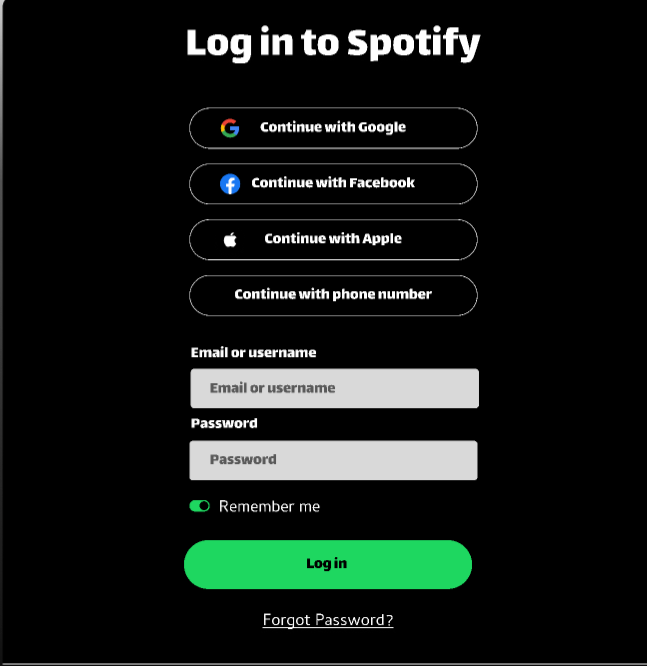 Log in to Spotify
Continue with Google
Continue with Facebook
Continue with Apple
Continue with phone number
Email or username
Email or username
Password
Password
Remember me
Log in
Forgot Password?